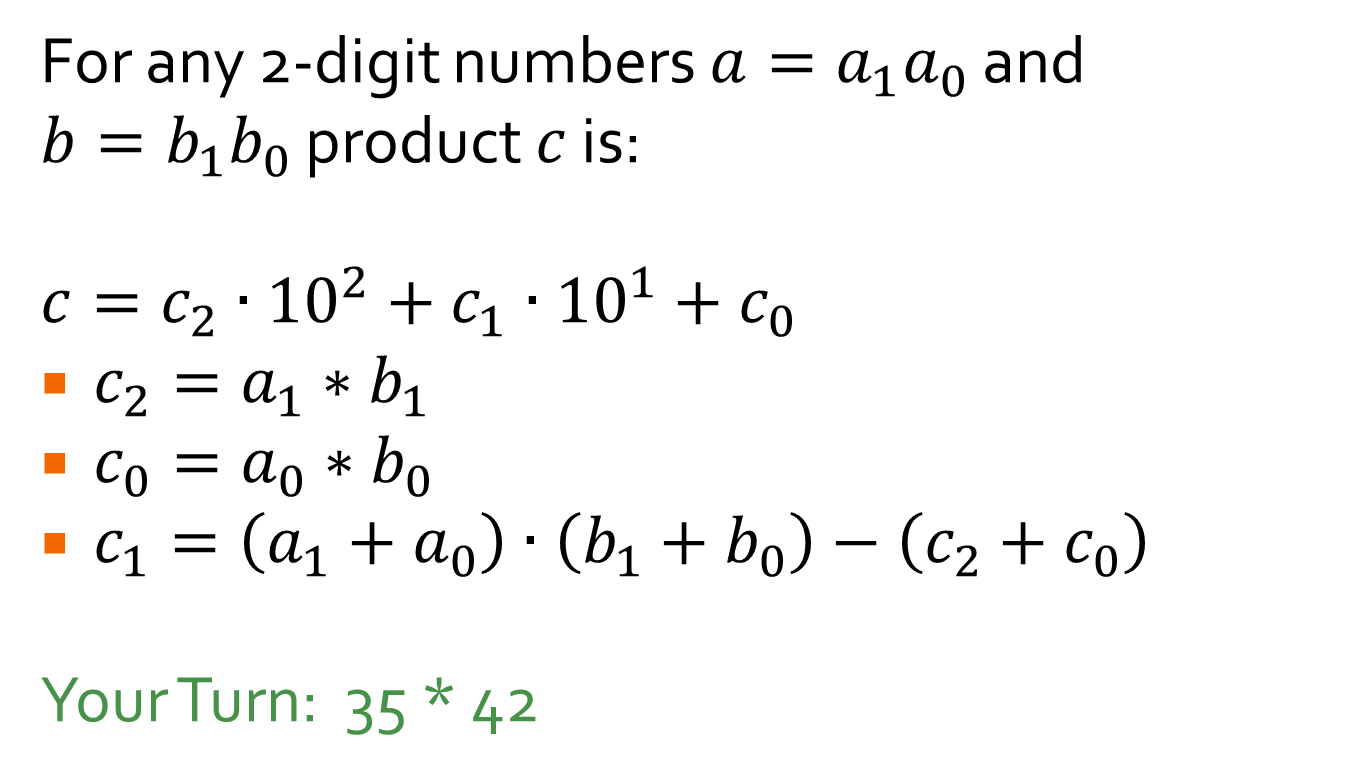 For any 2-digit numbers 𝑎 = 𝑎₁𝑎₀ and
𝑏 = 𝑏₁𝑏₀ product 𝑐 is:
𝑐 = 𝑐₂ · 10² + 𝑐₁ · 10¹ + 𝑐₀
▪ 𝑐₂ = 𝑎₁ ∗ 𝑏₁
▪ 𝑐₀ = 𝑎₀ ∗ 𝑏₀
▪ 𝑐₁ = (𝑎₁ + 𝑎₀) · (𝑏₁ + 𝑏₀) − (𝑐₂ + 𝑐₀)
Your Turn: 35 * 42